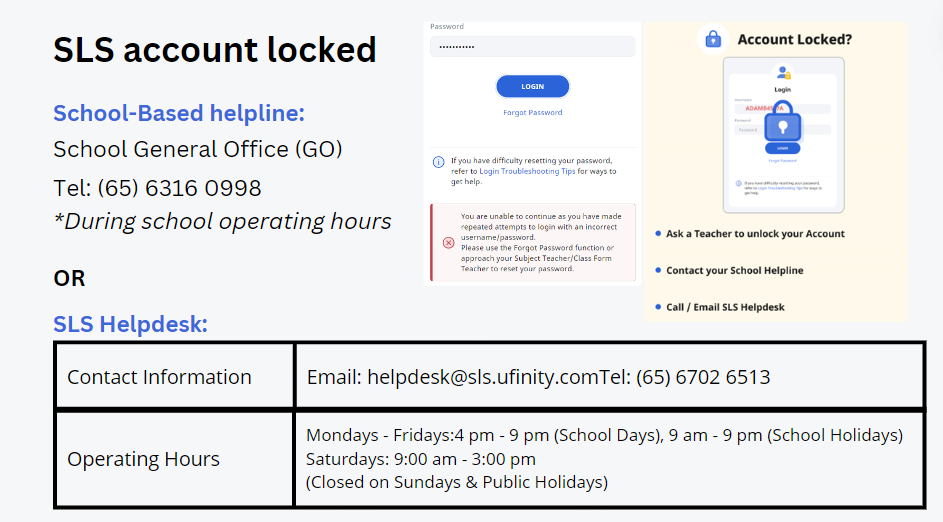 SLS account locked
School-Based helpline:
School General Office (GO)
Tel: (65) 6316 0998
*During school operating hours
OR
SLS Helpdesk:
Password
•••••••••••
LOGIN
Forgot Password
If you have difficulty resetting your password,
refer to Login Troubleshooting Tips for ways to
get help.
You are unable to continue as you have made
repeated attempts to login with an incorrect
username/password.
Please use the Forgot Password function or
approach your Subject Teacher/Class Form
Teacher to reset your password.
Account Locked?
Login
Password
LOGIN
Forgot Password
If you have difficulty resetting your password,
refer to Login Troubleshooting Tips for ways to
get help.
• Ask a Teacher to unlock your Account
• Contact your School Helpline
• Call / Email SLS Helpdesk
Contact Information
Email: helpdesk@sls.ufinity.comTel: (65) 6702 6513
Operating Hours
Mondays - Fridays:4 pm - 9 pm (School Days), 9 am - 9 pm (School Holidays)
Saturdays: 9:00 am - 3:00 pm
(Closed on Sundays & Public Holidays)